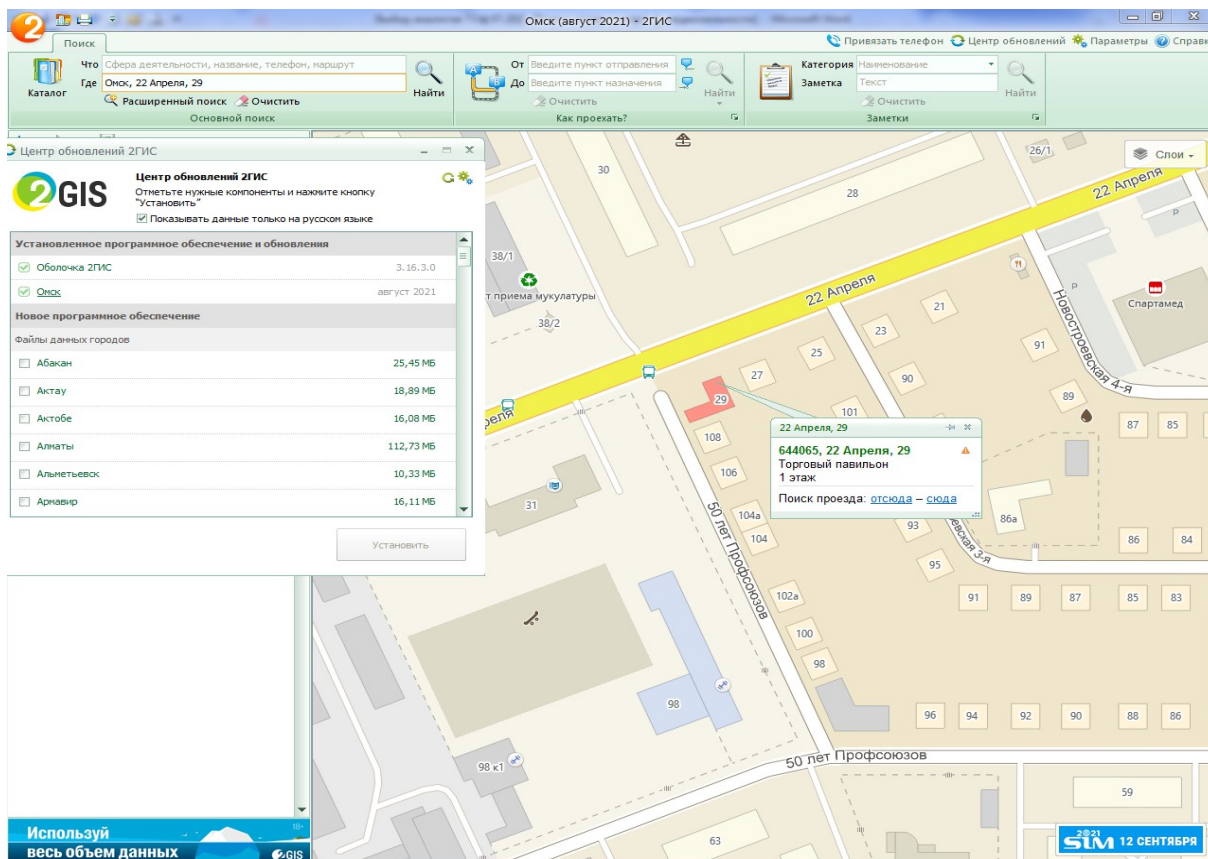 Омск (август 2021) - 2ГИС
Поиск
Привязать телефон Центр обновлений Параметры Справк
Что Сфера деятельности, название, телефон, маршрут
Где Омск, 22 Апреля, 29
Каталог
Расширенный поиск Очистить
Найти
Основной поиск
От Введите пункт отправления
До Введите пункт назначения
Очистить
Найти
Как проехать?
Категория Наименование
Заметка Текст
Очистить
Найти
Заметки
Центр обновлений 2ГИС
2GIS
Центр обновлений 2ГИС
Отметьте нужные компоненты и нажмите кнопку
"Установить"
Показывать данные только на русском языке
Установленное программное обеспечение и обновления
Оболочка 2ГИС 3.16.3.0
Омск август 2021
Новое программное обеспечение
Файлы данных городов
Абакан 25,45 МБ
Актау 18,89 МБ
Актобе 16,08 МБ
Алматы 112,73 МБ
Альметьевск 10,33 МБ
Армавир 16,11 МБ
Установить
Слои
30
28
26/1
22 Апреля
P
38/1
т приема мукулатуры
38/2
22 Апреля
21
23
25
27
29
P
Спартамед
Новостроевская 4-я
91
90
89
87
85
101
реля
108
106
31
50 лет Профсоюзов
104а
104
22 Апреля, 29
644065, 22 Апреля, 29
Торговый павильон
1 этаж
Поиск проезда: отсюда – сюда
93
евская 3-я
86а
86
84
95
102а
91
89
87
85
83
100
98
98
96
94
92
90
88
86
98 к1
50 лет Профсоюзов
59
63
Используй
весь объем данных
18+
2GIS
2021
SIM 12 СЕНТЯБРЯ